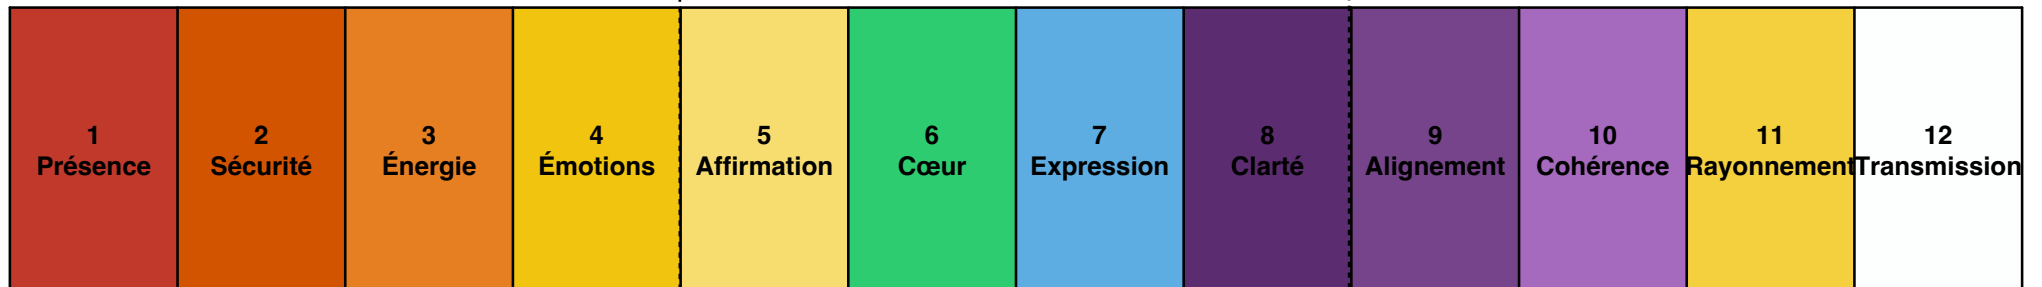 1
Présence
2
Sécurité
3
Énergie
4
Émotions
5
Affirmation
6
Cœur
7
Expression
8
Clarté
9
Alignement
10
Cohérence
11
Rayonnement
12
Transmission